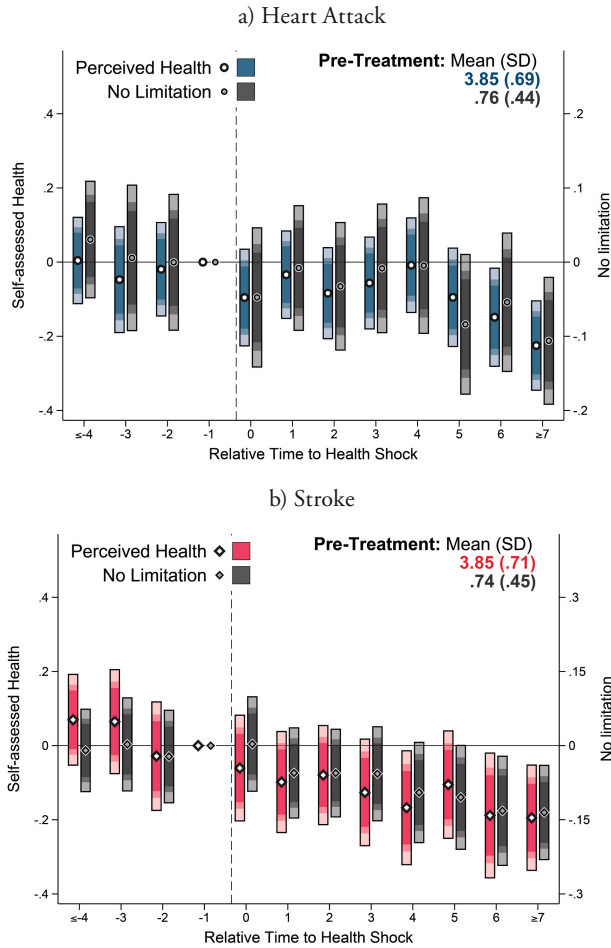 a) Heart Attack
Perceived Health
No Limitation
Pre-Treatment: Mean (SD)
3.85 (.69)
.76 (.44)
Self-assessed Health
.4
.2
0
-.2
-.4
No limitation
.2
.1
0
-.1
-.2
≤-4 -3 -2 -1 0 1 2 3 4 5 6 ≥7
Relative Time to Health Shock
b) Stroke
Perceived Health
No Limitation
Pre-Treatment: Mean (SD)
3.85 (.71)
.74 (.45)
Self-assessed Health
.4
.2
0
-.2
-.4
No limitation
.3
.15
0
-.15
-.3
≤-4 -3 -2 -1 0 1 2 3 4 5 6 ≥7
Relative Time to Health Shock